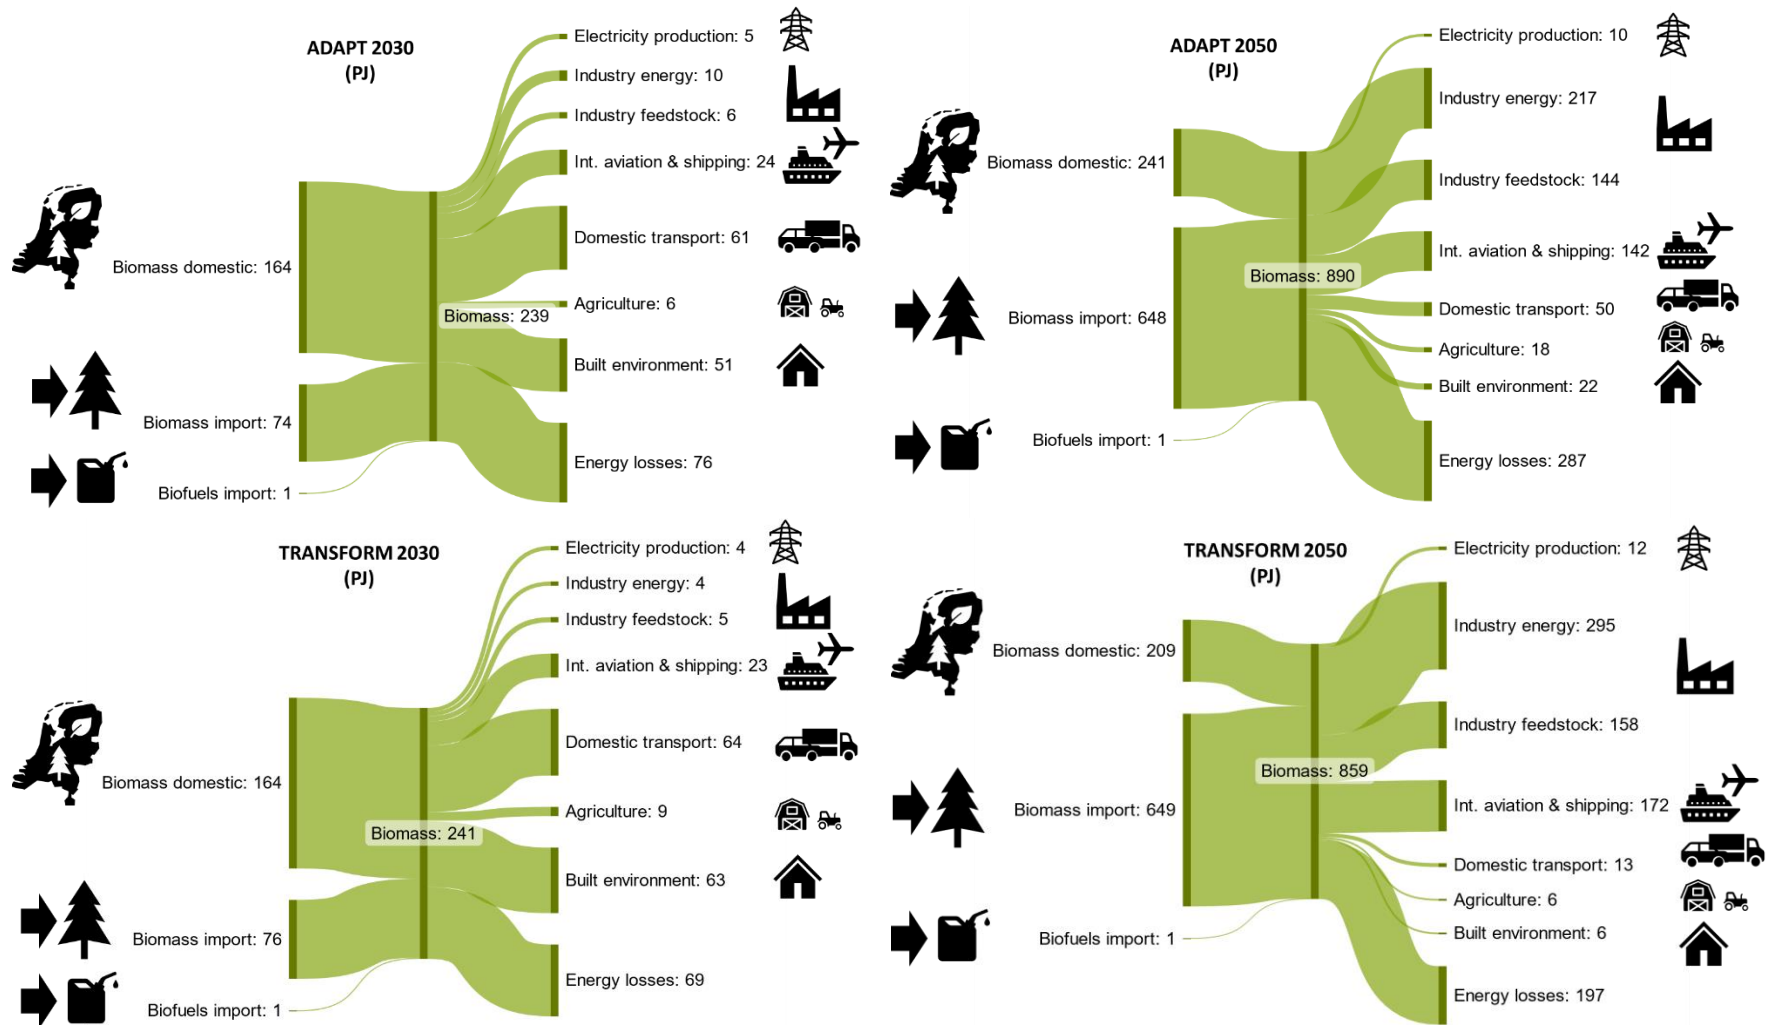 ADAPT 2030
(PJ)
Electricity production: 5
Industry energy: 10
Industry feedstock: 6
Int. aviation & shipping: 24
Domestic transport: 61
Biomass domestic: 164
Agriculture: 6
Biomass: 239
Built environment: 51
Biomass import: 74
Energy losses: 76
Biofuels import: 1
ADAPT 2050
(PJ)
Electricity production: 10
Industry energy: 217
Biomass domestic: 241
Industry feedstock: 144
Int. aviation & shipping: 142
Biomass: 890
Domestic transport: 50
Biomass import: 648
Agriculture: 18
Built environment: 22
Biofuels import: 1
Energy losses: 287
TRANSFORM 2030
(PJ)
Electricity production: 4
Industry energy: 4
Industry feedstock: 5
Int. aviation & shipping: 23
Domestic transport: 64
Biomass domestic: 164
Agriculture: 9
Biomass: 241
Built environment: 63
Biomass import: 76
Energy losses: 69
Biofuels import: 1
TRANSFORM 2050
(PJ)
Electricity production: 12
Industry energy: 295
Biomass domestic: 209
Industry feedstock: 158
Biomass: 859
Int. aviation & shipping: 172
Biomass import: 649
Domestic transport: 13
Agriculture: 6
Built environment: 6
Biofuels import: 1
Energy losses: 197